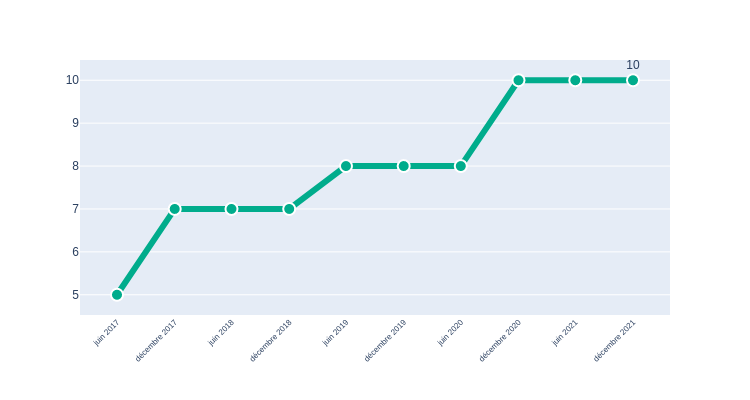 10
10
9
8
7
6
5
juin 2017
décembre 2017
juin 2018
décembre 2018
juin 2019
décembre 2019
juin 2020
décembre 2020
juin 2021
décembre 2021